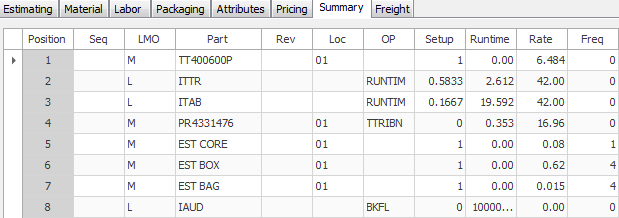 Estimating Material Labor Packaging Attributes Pricing Summary Freight
Position Seq LMO Part Rev Loc OP Setup Runtime Rate Freq
1 M TT400600P 01 1 0.00 6.484 0
2 L ITTR RUNTIM 0.5833 2.612 42.00 0
3 L ITAB RUNTIM 0.1667 19.592 42.00 0
4 M PR4331476 01 TTRIBN 0 0.353 16.96 0
5 M EST CORE 01 1 0.00 0.08 1
6 M EST BOX 01 1 0.00 0.62 4
7 M EST BAG 01 1 0.00 0.015 4
8 L IAUD BKFL 0 10000... 0.00 0